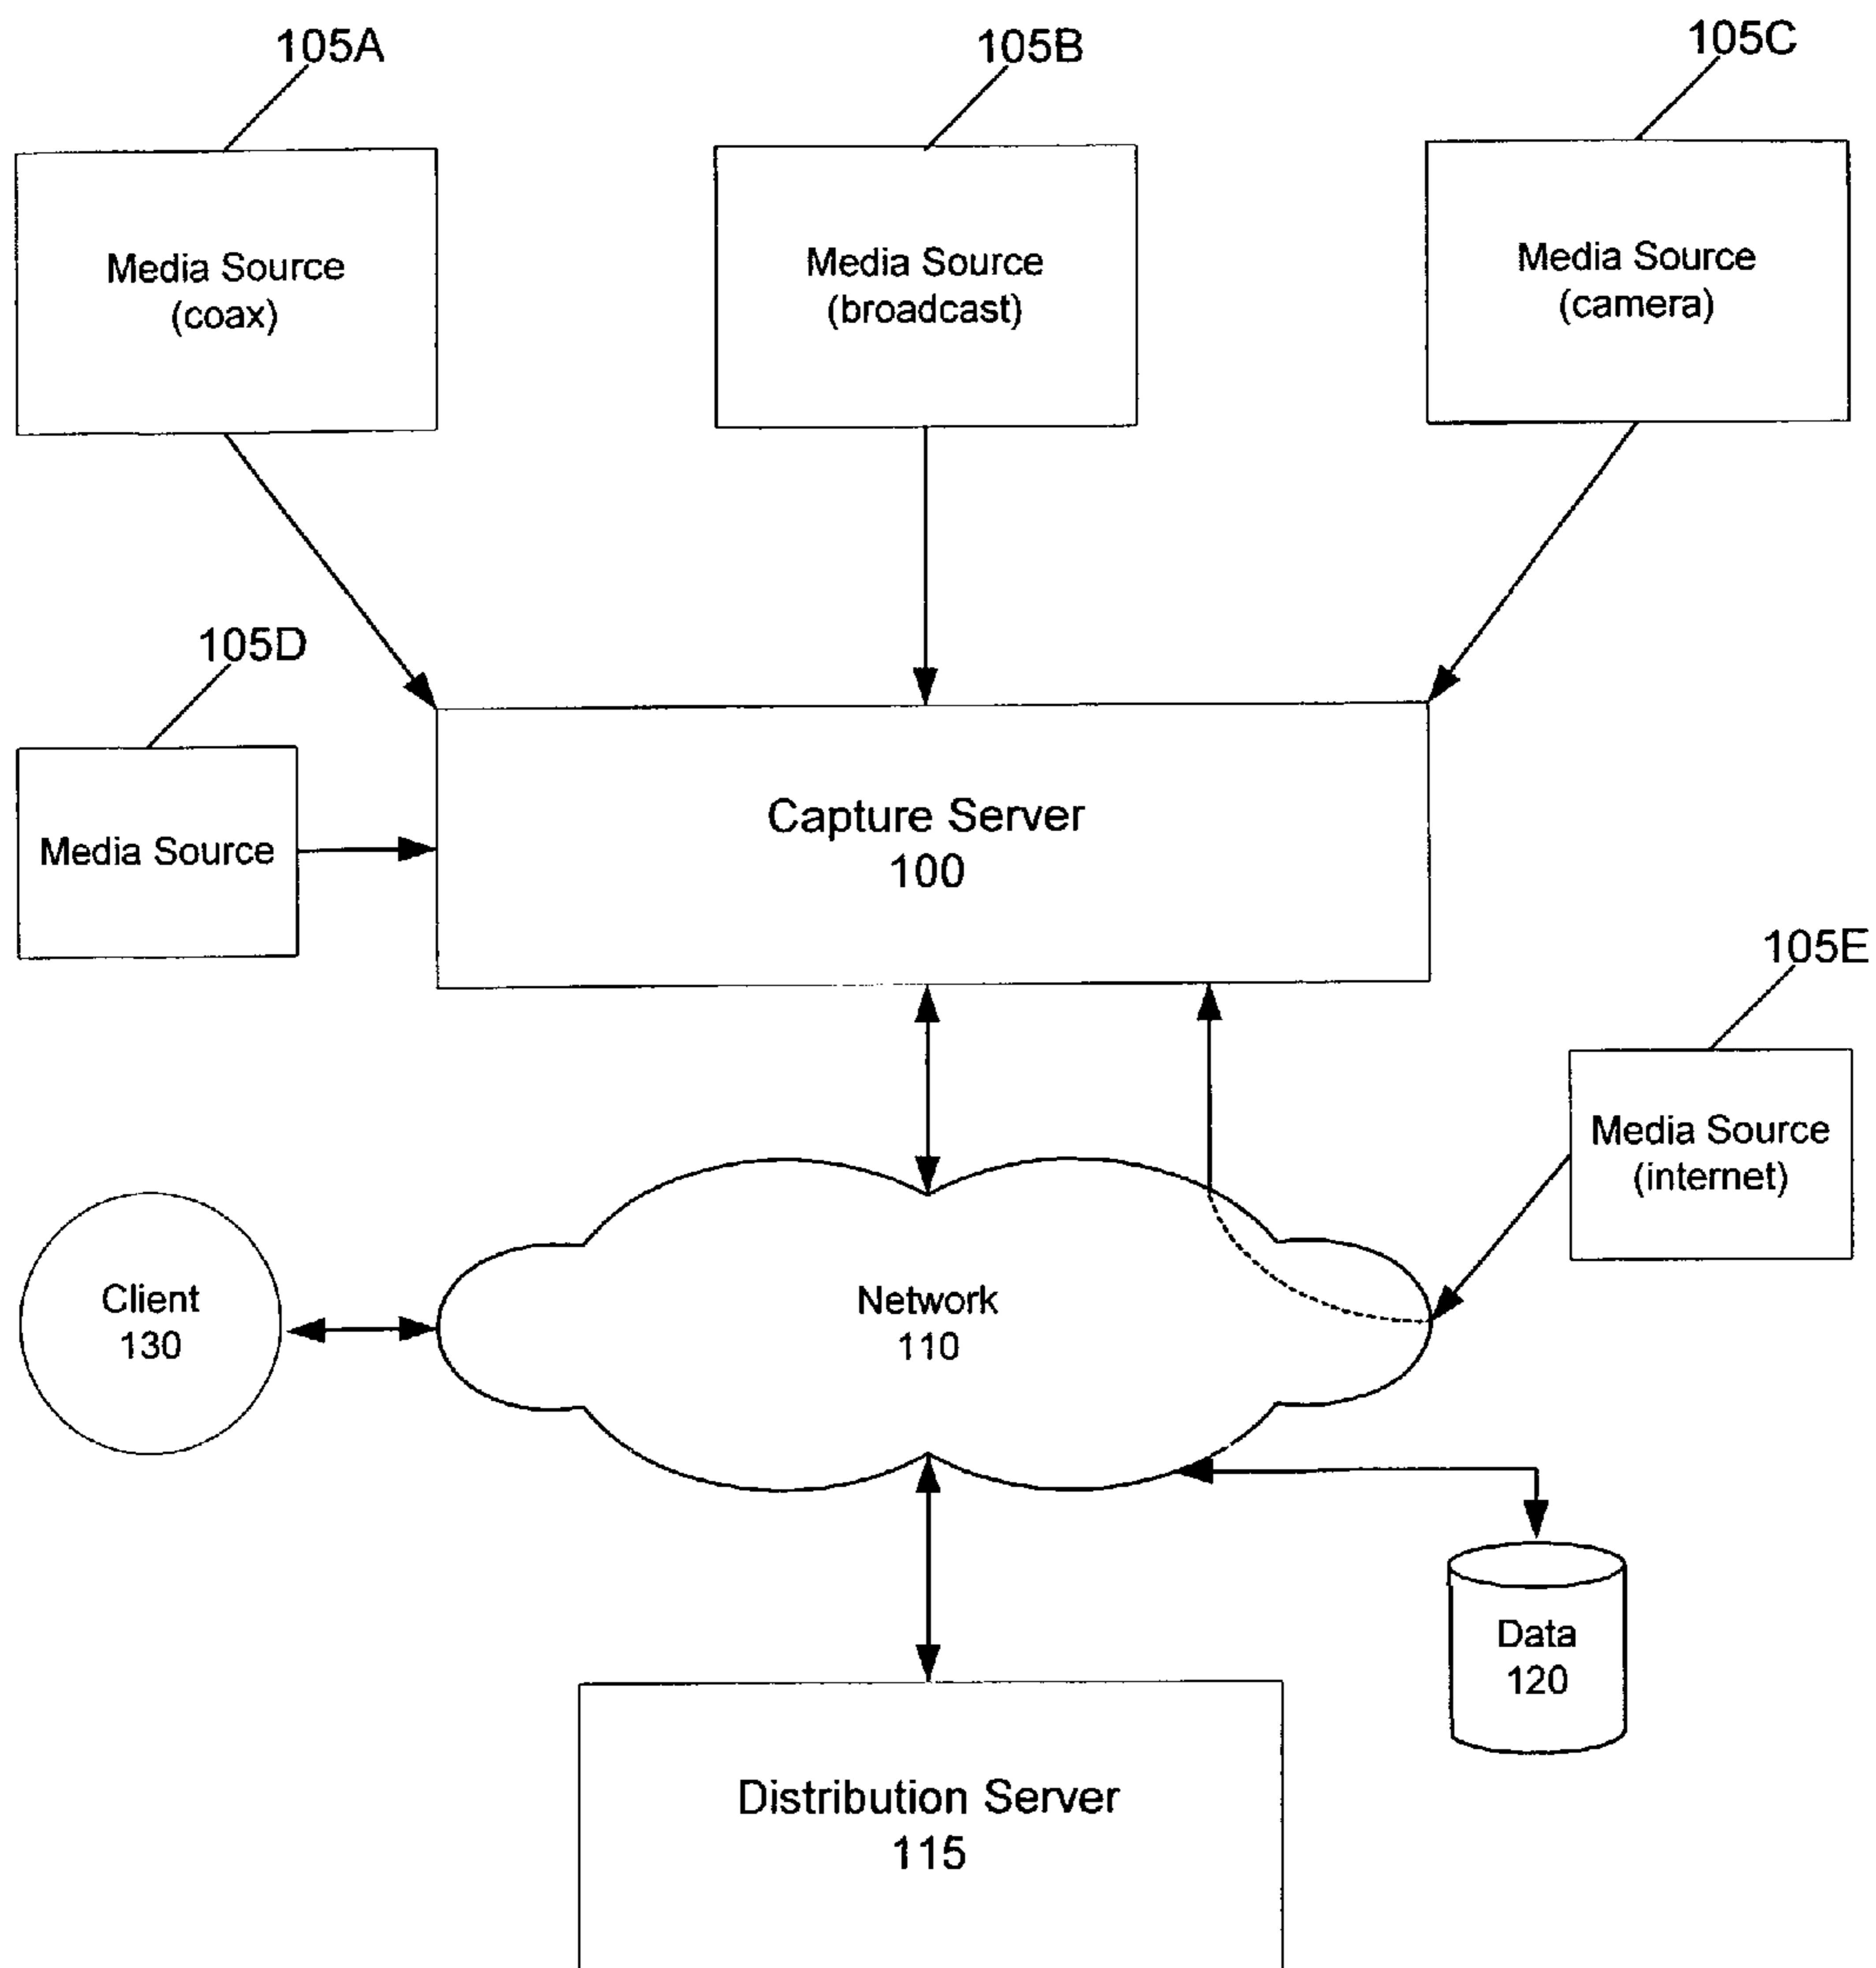 105A
105B
105C
Media Source
(coax)
Media Source
(broadcast)
Media Source
(camera)
105D
Media Source
Capture Server
100
105E
Media Source
(internet)
Client
130
Network
110
Data
120
Distribution Server
115